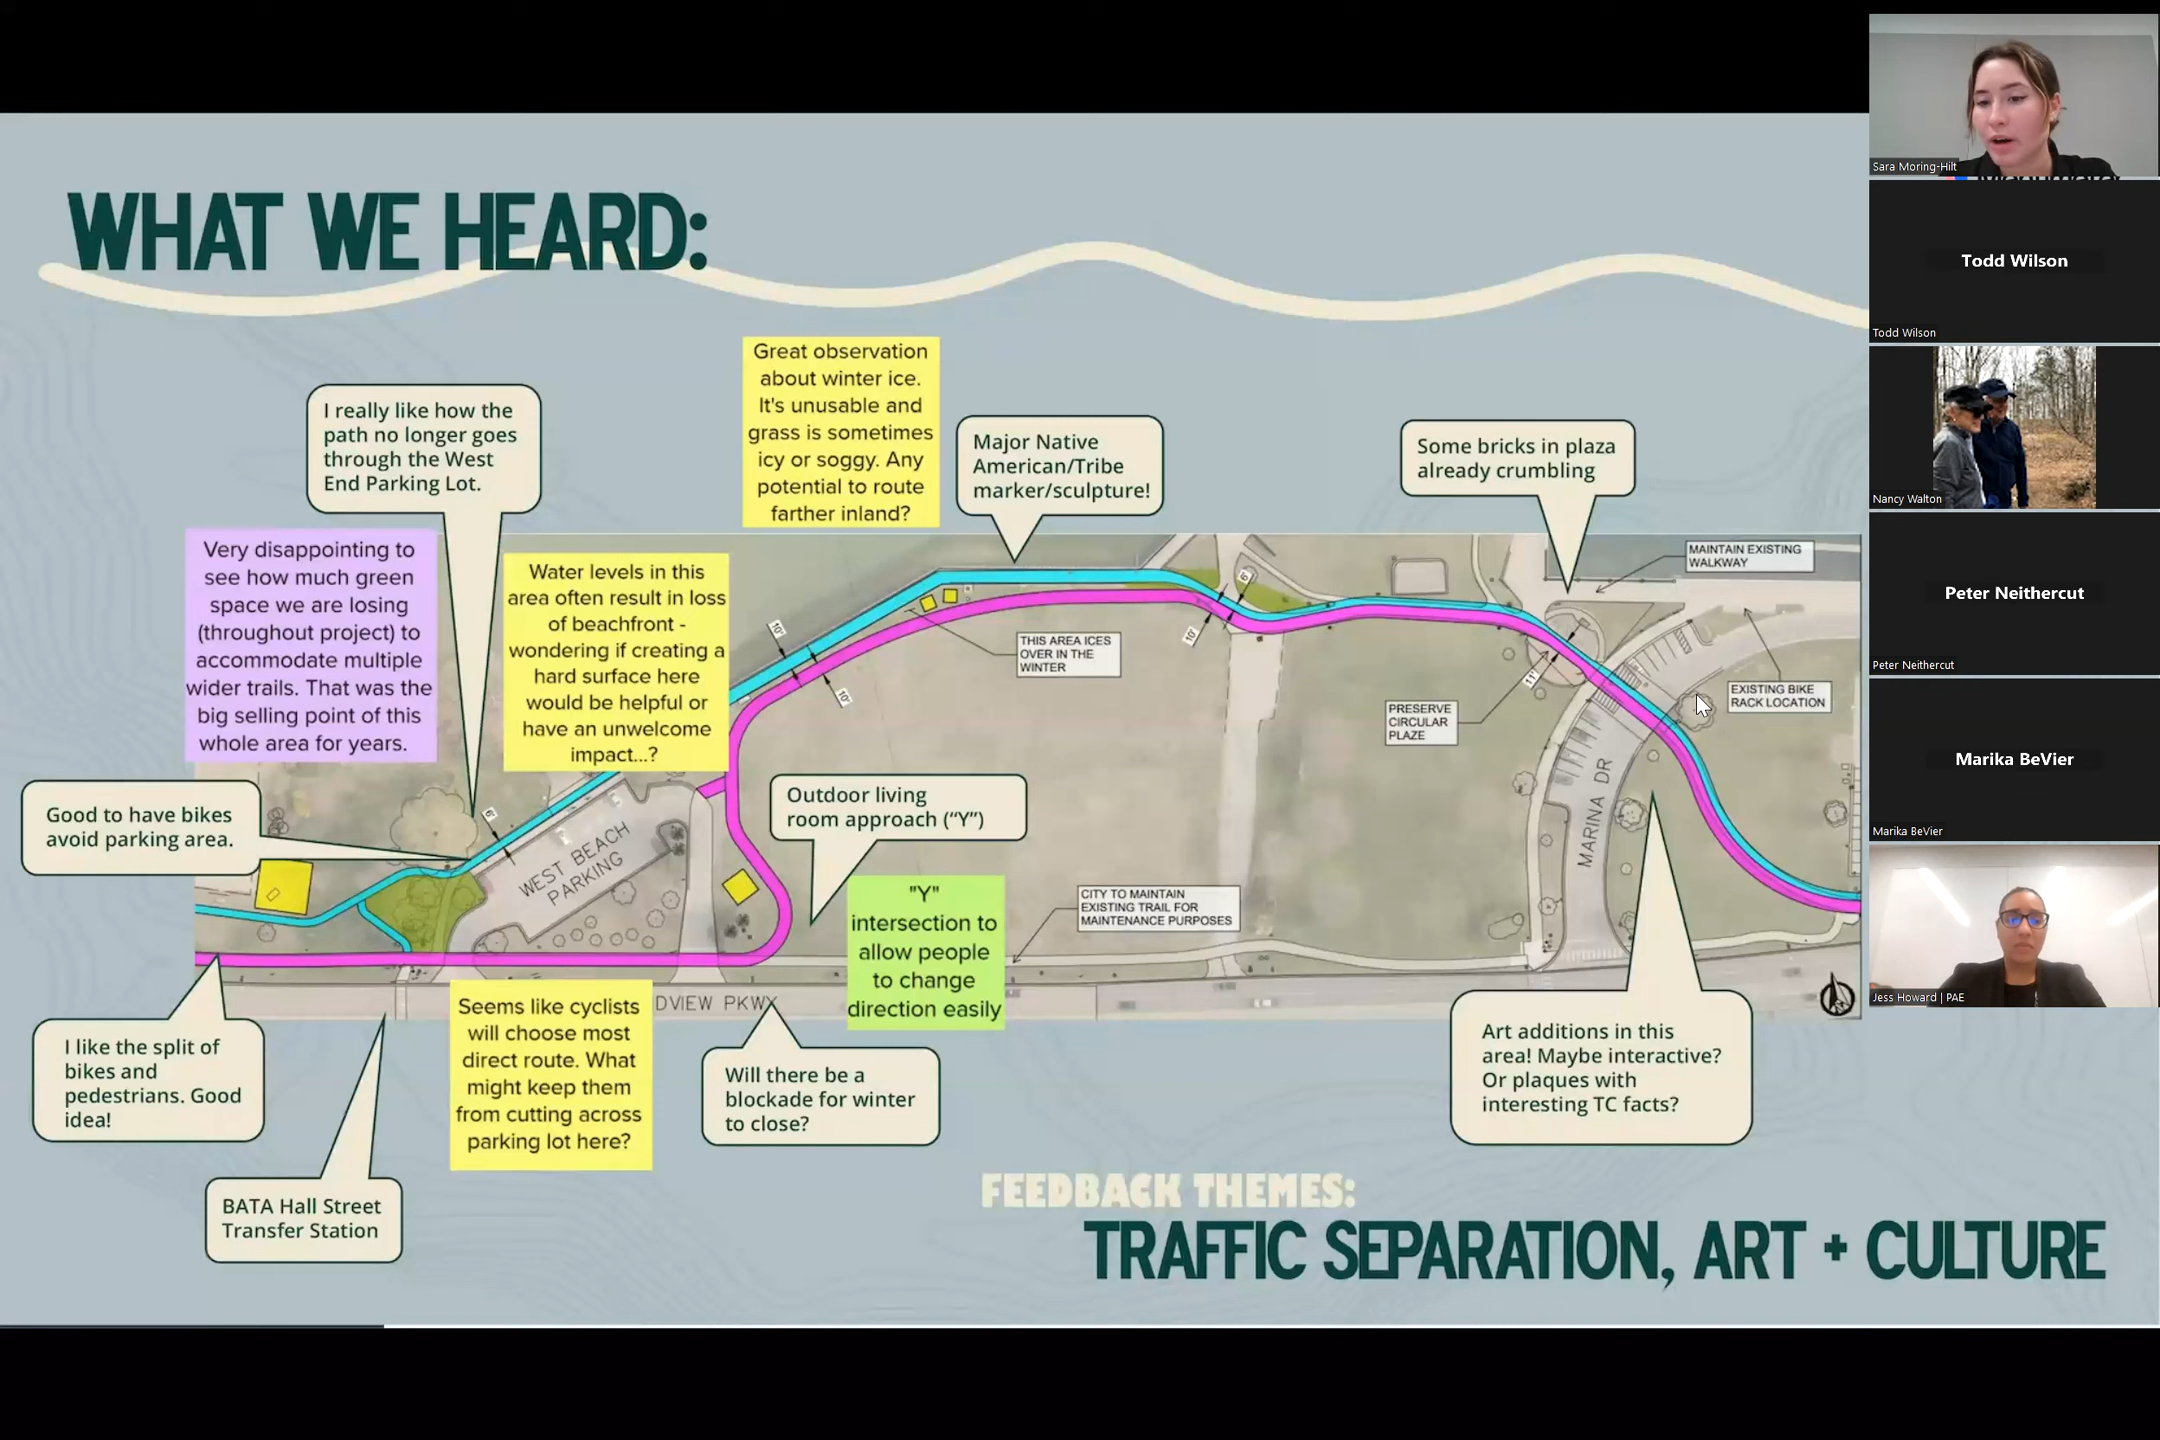 WHAT WE HEARD:
Great observation
about winter ice.
It's unusable and
grass is sometimes
icy or soggy. Any
potential to route
farther inland?
I really like how the
path no longer goes
through the West
End Parking Lot.
Major Native
American/Tribe
marker/sculpture!
Some bricks in plaza
already crumbling
Very disappointing to
see how much green
space we are losing
(throughout project) to
accommodate multiple
wider trails. That was the
big selling point of this
whole area for years.
Water levels in this
area often result in loss
of beachfront -
wondering if creating a
hard surface here
would be helpful or
have an unwelcome
impact...?
MAINTAIN EXISTING
WALKWAY
6'
10'
10'
10'
THIS AREA ICES
OVER IN THE
WINTER
11'
PRESERVE
CIRCULAR
PLAZE
EXISTING BIKE
RACK LOCATION
Good to have bikes
avoid parking area.
6'
WEST BEACH
PARKING
Outdoor living
room approach (“Y”)
MARINA DR
"Y"
intersection to
allow people
to change
direction easily
CITY TO MAINTAIN
EXISTING TRAIL FOR
MAINTENANCE PURPOSES
DVIEW PKWY
I like the split of
bikes and
pedestrians. Good
idea!
Seems like cyclists
will choose most
direct route. What
might keep them
from cutting across
parking lot here?
Will there be a
blockade for winter
to close?
Art additions in this
area! Maybe interactive?
Or plaques with
interesting TC facts?
BATA Hall Street
Transfer Station
FEEDBACK THEMES:
TRAFFIC SEPARATION, ART + CULTURE
Sara Moring-Hilt
Todd Wilson
Todd Wilson
Nancy Walton
Peter Neithercut
Peter Neithercut
Marika BeVier
Marika BeVier
Jess Howard | PAE